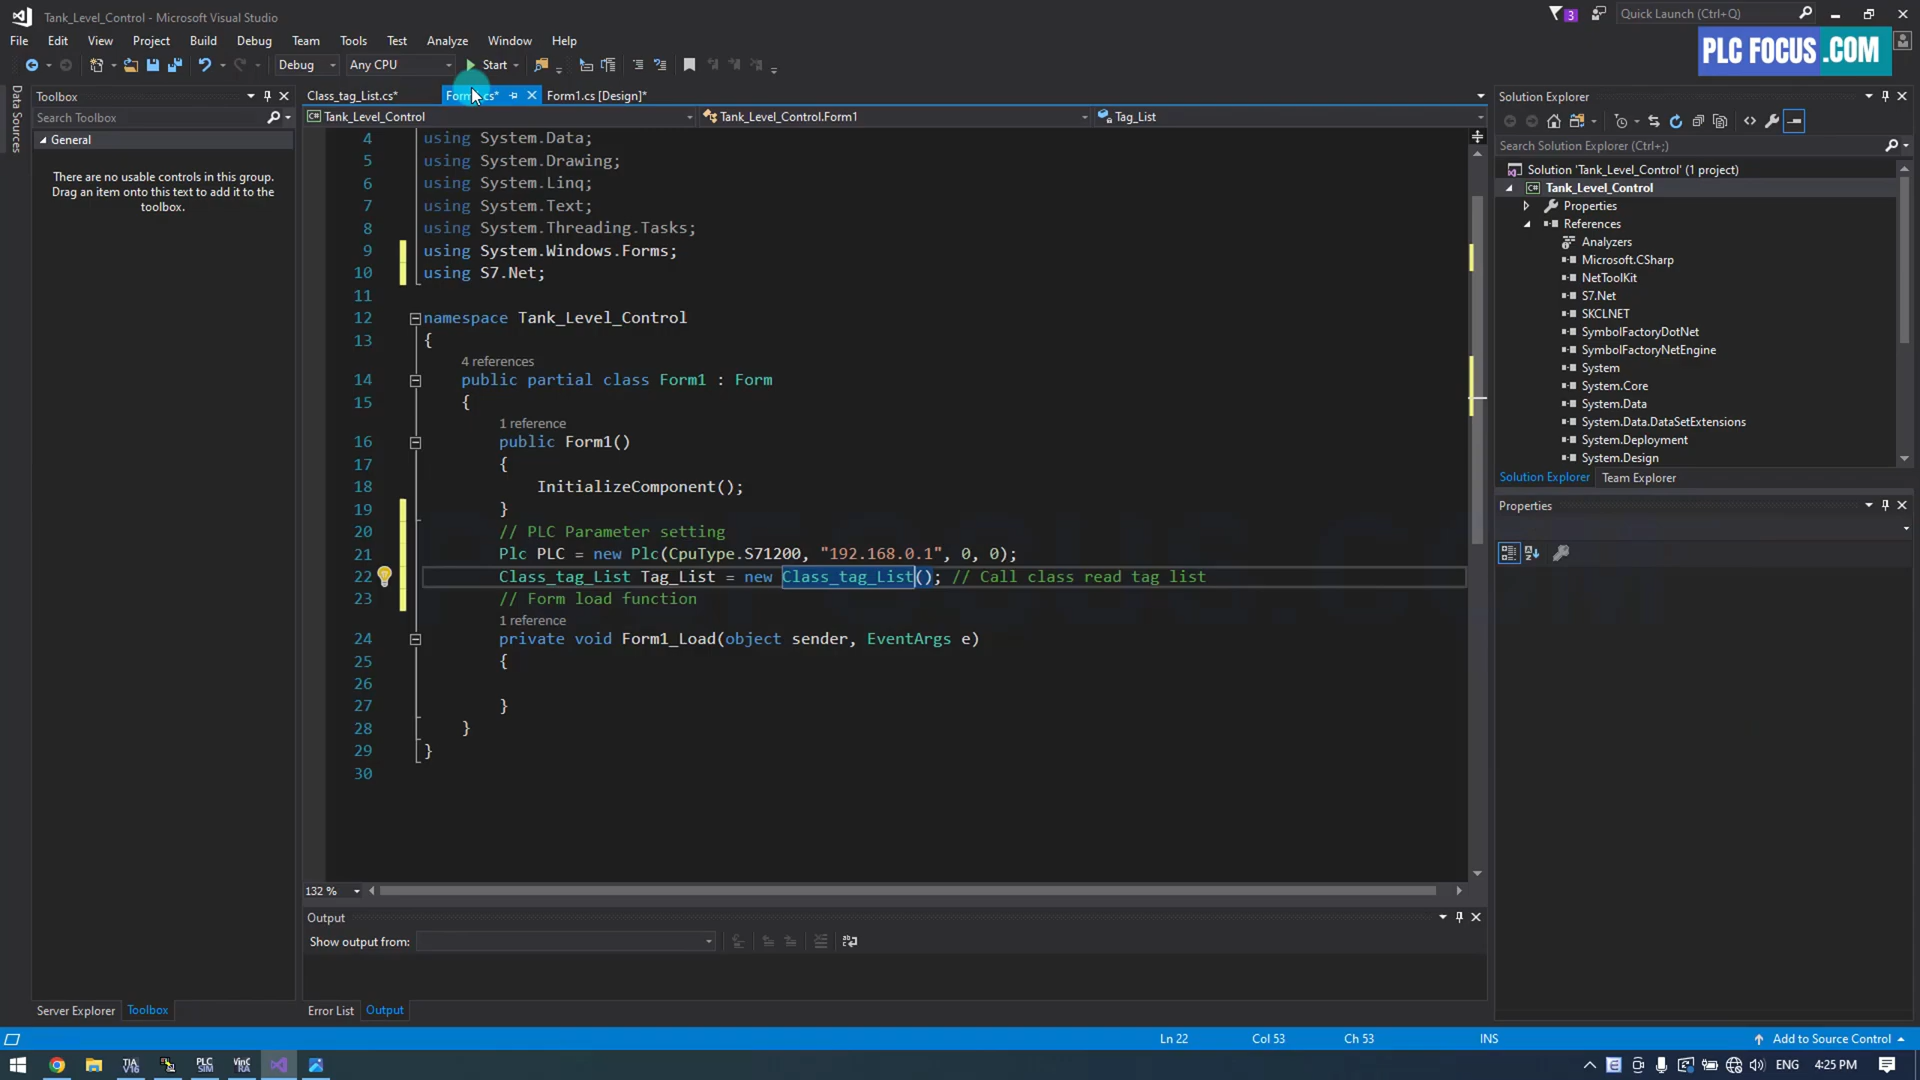 Tank_Level_Control - Microsoft Visual Studio
3
Quick Launch (Ctrl+Q)
File Edit View Project Build Debug Team Tools Test Analyze Window Help
PLC FOCUS.COM
Debug Any CPU Start
Data Sources
Toolbox
Class_tag_List.cs* Form1.cs* Form1.cs [Design]*
Solution Explorer
Search Toolbox
Tank_Level_Control Tank_Level_Control.Form1 Tag_List
General
There are no usable controls in this group.
Drag an item onto this text to add it to the
toolbox.
4 using System.Data;
5 using System.Drawing;
6 using System.Linq;
7 using System.Text;
8 using System.Threading.Tasks;
9 using System.Windows.Forms;
10 using S7.Net;
11
12 namespace Tank_Level_Control
13 {
4 references
14 public partial class Form1 : Form
15 {
1 reference
16 public Form1()
17 {
18 InitializeComponent();
19 }
20 // PLC Parameter setting
21 Plc PLC = new Plc(CpuType.S71200, "192.168.0.1", 0, 0);
22 Class_tag_List Tag_List = new Class_tag_List(); // Call class read tag list
23 // Form load function
1 reference
24 private void Form1_Load(object sender, EventArgs e)
25 {
26
27 }
28 }
29 }
30
132 %
Output
Show output from:
Error List Output
Server Explorer Toolbox
Search Solution Explorer (Ctrl+;)
Solution 'Tank_Level_Control' (1 project)
Tank_Level_Control
Properties
References
Analyzers
Microsoft.CSharp
NetToolKit
S7.Net
SKCLNET
SymbolFactoryDotNet
SymbolFactoryNetEngine
System
System.Core
System.Data
System.Data.DataSetExtensions
System.Deployment
System.Design
Solution Explorer Team Explorer
Properties
Ln 22 Col 53 Ch 53 INS Add to Source Control
TIA V16 PLC SIM ENG 4:25 PM